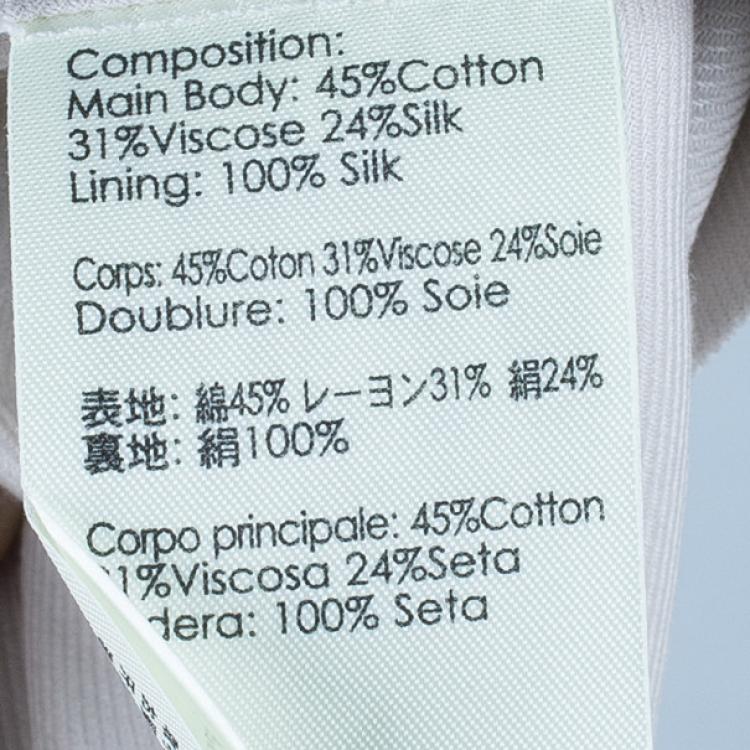 Composition:
Main Body: 45%Cotton
31%Viscose 24%Silk
Lining: 100% Silk
Corps: 45%Coton 31%Viscose 24%Soie
Doublure: 100% Soie
表地: 綿45% レーヨン31% 絹24%
裏地: 絹100%
Corpo principale: 45%Cotton
1%Viscosa 24%Seta
dera: 100% Seta